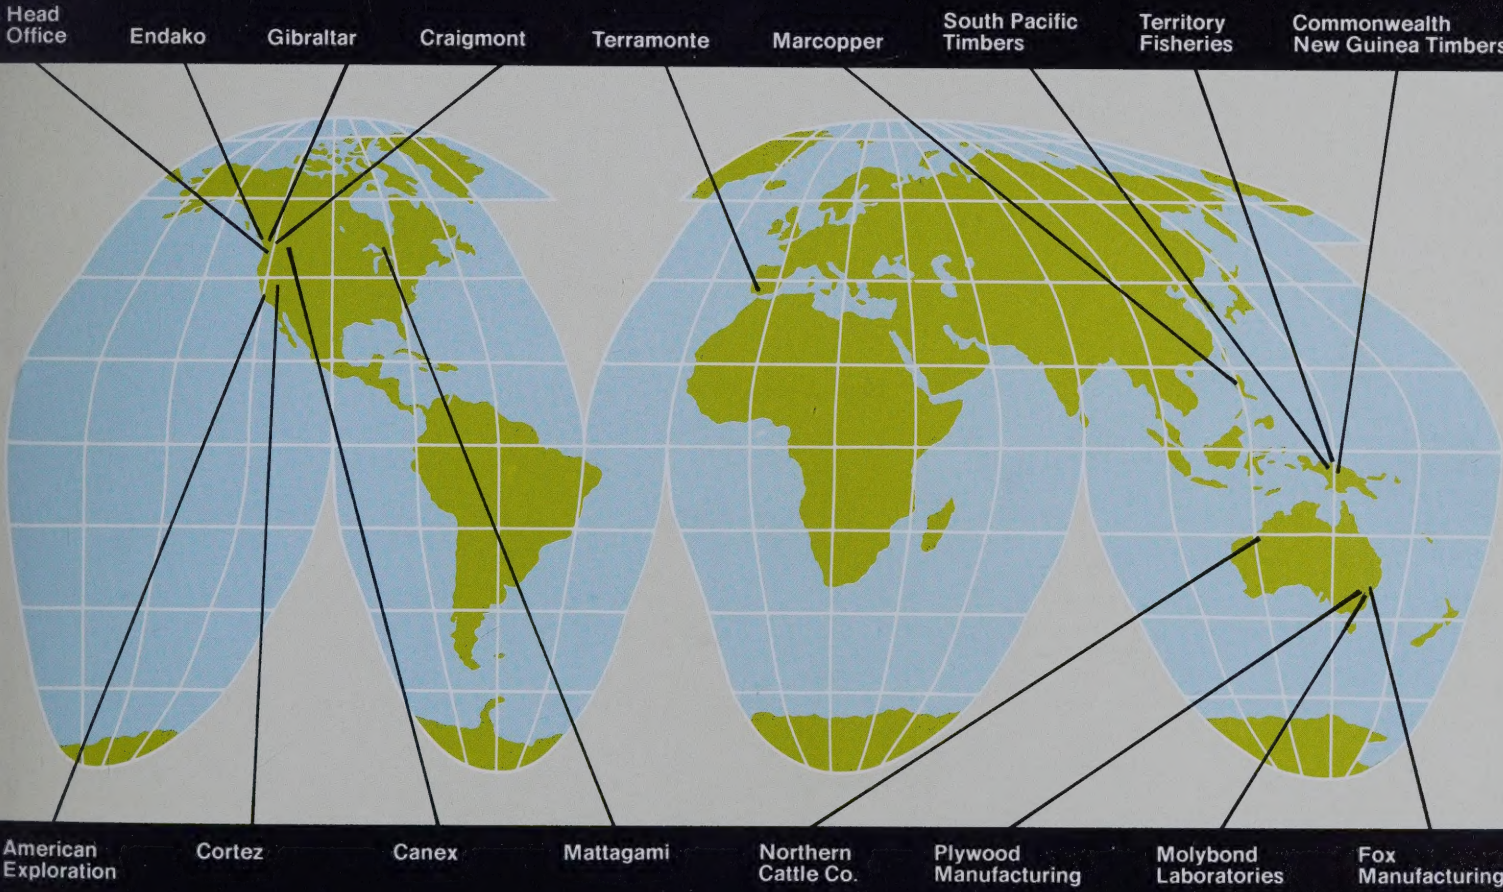 Head
Office
Endako
Gibraltar
Craigmont
Terramonte
Marcopper
South Pacific
Timbers
Territory
Fisheries
Commonwealth
New Guinea Timbers
American
Exploration
Cortez
Canex
Mattagami
Northern
Cattle Co.
Plywood
Manufacturing
Molybond
Laboratories
Fox
Manufacturing